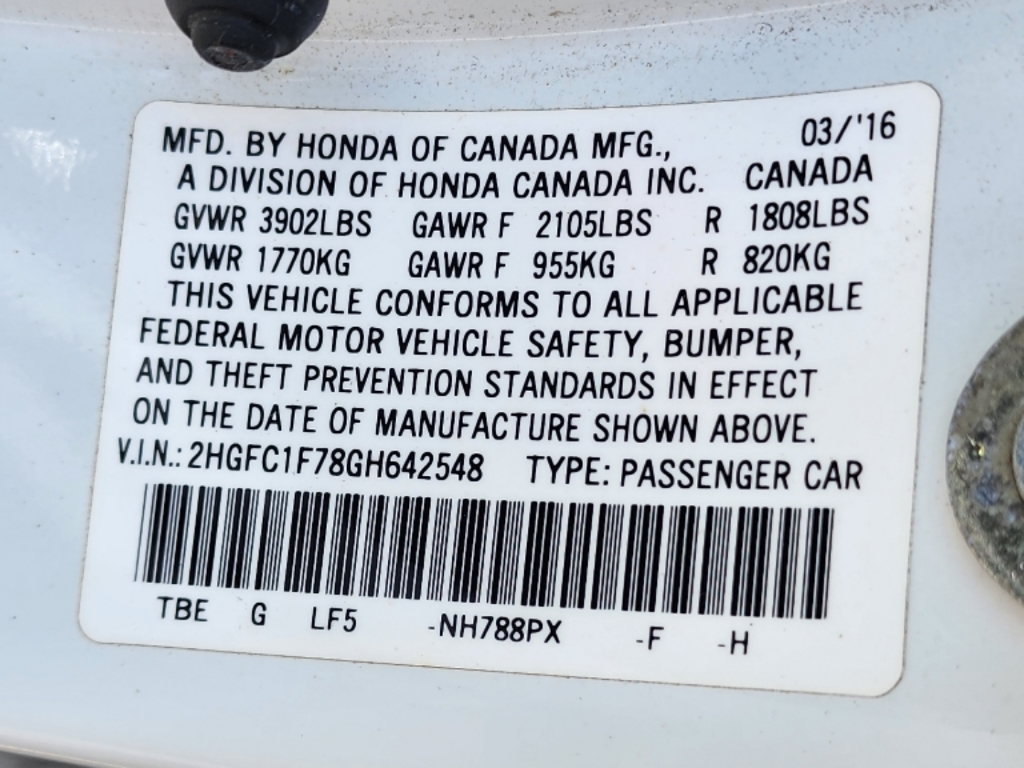 MFD. BY HONDA OF CANADA MFG., 03/'16
A DIVISION OF HONDA CANADA INC. CANADA
GVWR 3902LBS GAWR F 2105LBS R 1808LBS
GVWR 1770KG GAWR F 955KG R 820KG
THIS VEHICLE CONFORMS TO ALL APPLICABLE
FEDERAL MOTOR VEHICLE SAFETY, BUMPER,
AND THEFT PREVENTION STANDARDS IN EFFECT
ON THE DATE OF MANUFACTURE SHOWN ABOVE.
V.I.N.: 2HGFC1F78GH642548 TYPE: PASSENGER CAR
TBE G LF5 -NH788PX -F -H